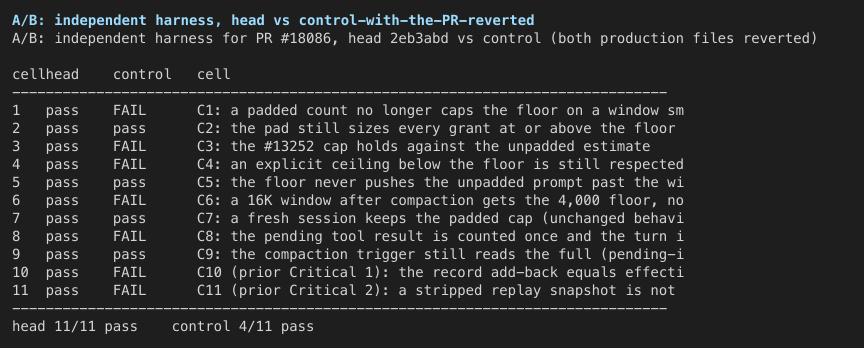 A/B: independent harness, head vs control-with-the-PR-reverted
A/B: independent harness for PR #18086, head 2eb3abd vs control (both production files reverted)
cellhead    control   cell
--------------------------------------------------------------------------------
1   pass    FAIL      C1: a padded count no longer caps the floor on a window sm
2   pass    pass      C2: the pad still sizes every grant at or above the floor
3   pass    FAIL      C3: the #13252 cap holds against the unpadded estimate
4   pass    FAIL      C4: an explicit ceiling below the floor is still respected
5   pass    pass      C5: the floor never pushes the unpadded prompt past the wi
6   pass    FAIL      C6: a 16K window after compaction gets the 4,000 floor, no
7   pass    pass      C7: a fresh session keeps the padded cap (unchanged behavi
8   pass    FAIL      C8: the pending tool result is counted once and the turn i
9   pass    pass      C9: the compaction trigger still reads the full (pending-i
10  pass    FAIL      C10 (prior Critical 1): the record add-back equals effecti
11  pass    FAIL      C11 (prior Critical 2): a stripped replay snapshot is not
--------------------------------------------------------------------------------
head 11/11 pass    control 4/11 pass